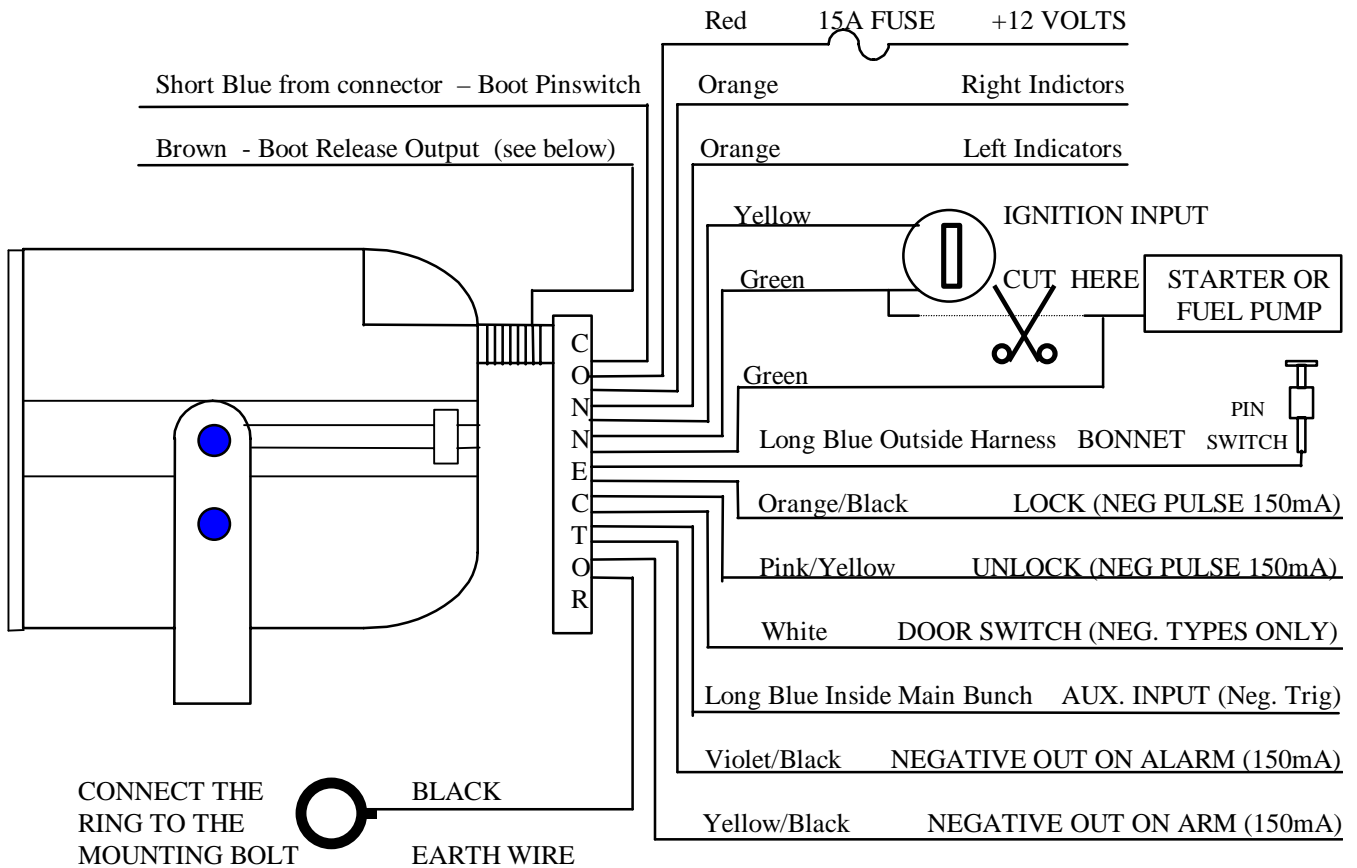 Red 15A FUSE +12 VOLTS
Short Blue from connector – Boot Pinswitch
Orange Right Indictors
Brown - Boot Release Output (see below)
Orange Left Indicators
Yellow IGNITION INPUT
Green CUT HERE
STARTER OR
FUEL PUMP
Green
CONNECTOR
Long Blue Outside Harness BONNET
PIN
SWITCH
Orange/Black LOCK (NEG PULSE 150mA)
Pink/Yellow UNLOCK (NEG PULSE 150mA)
White DOOR SWITCH (NEG. TYPES ONLY)
Long Blue Inside Main Bunch AUX. INPUT (Neg. Trig)
Violet/Black NEGATIVE OUT ON ALARM (150mA)
Yellow/Black NEGATIVE OUT ON ARM (150mA)
CONNECT THE
RING TO THE
MOUNTING BOLT
BLACK
EARTH WIRE